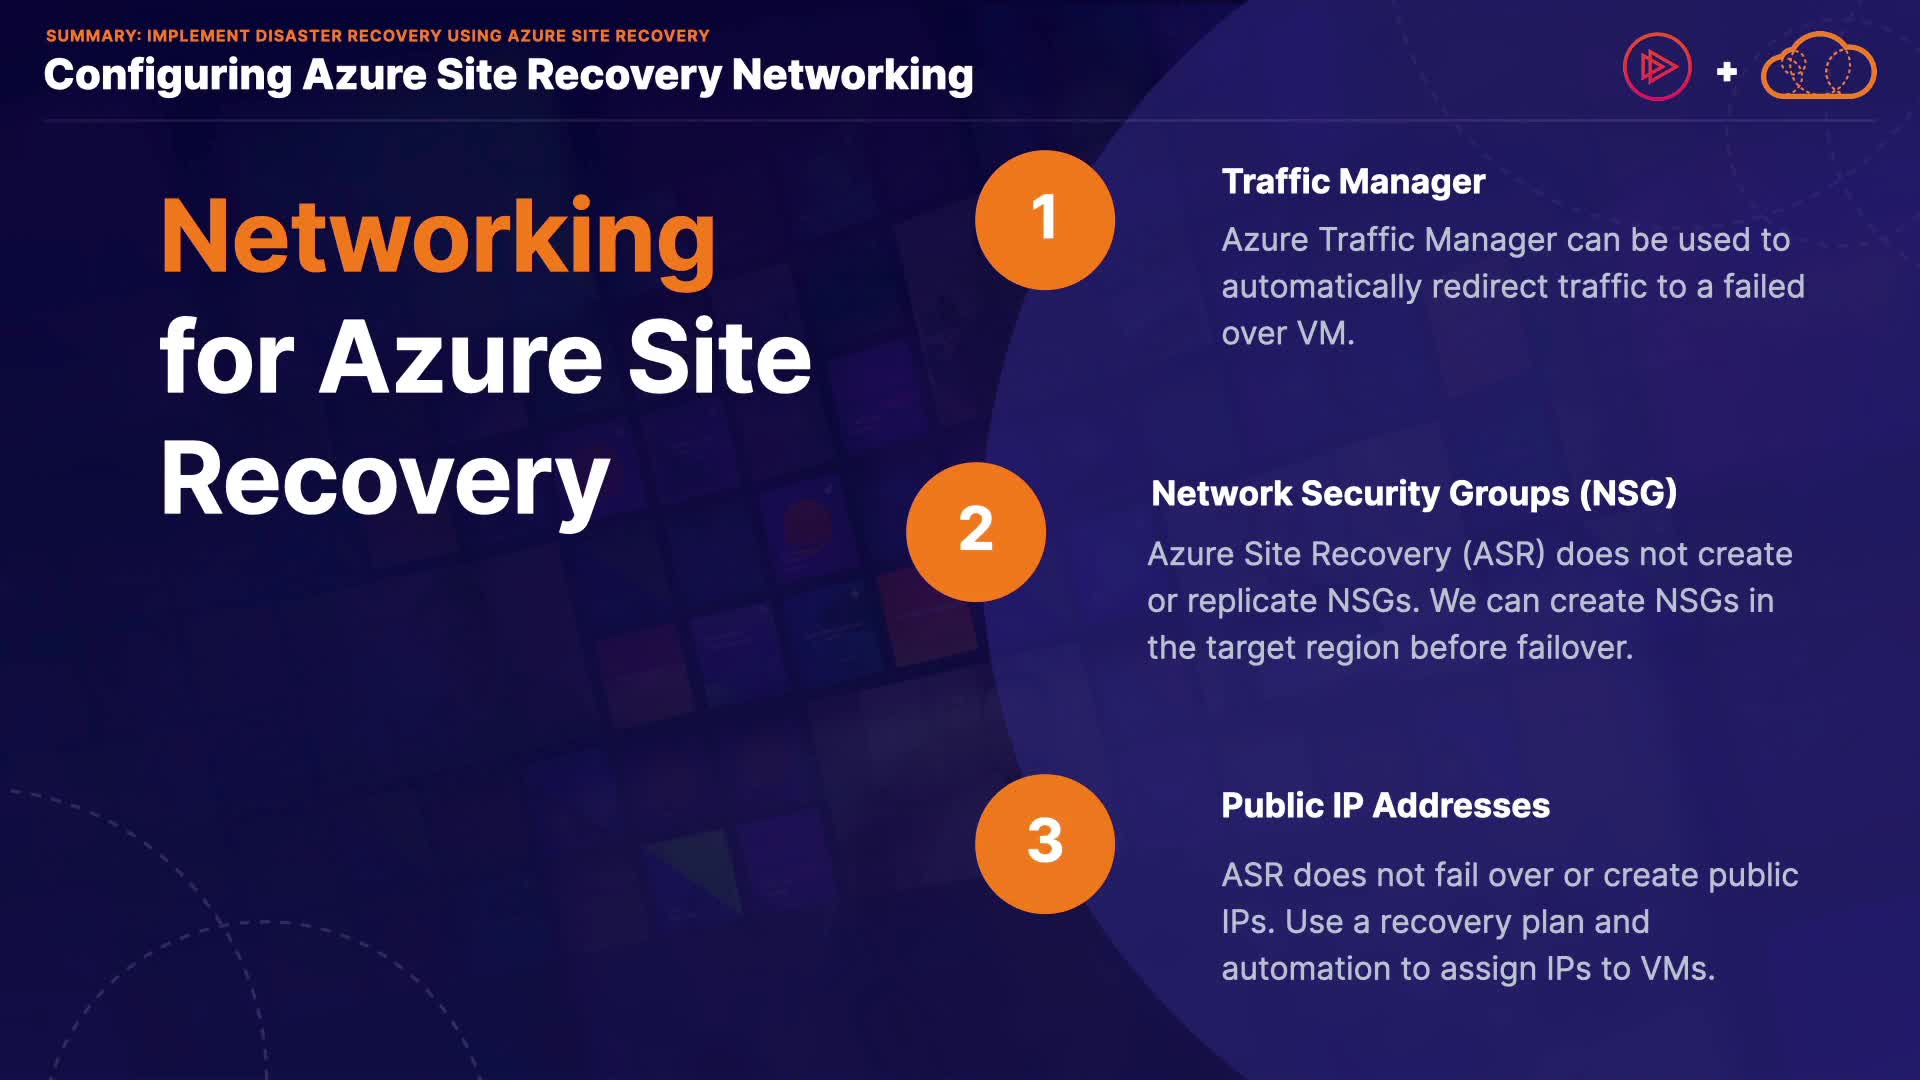 SUMMARY: IMPLEMENT DISASTER RECOVERY USING AZURE SITE RECOVERY
Configuring Azure Site Recovery Networking
Networking
for Azure Site
Recovery
1
Traffic Manager
Azure Traffic Manager can be used to
automatically redirect traffic to a failed
over VM.
2
Network Security Groups (NSG)
Azure Site Recovery (ASR) does not create
or replicate NSGs. We can create NSGs in
the target region before failover.
3
Public IP Addresses
ASR does not fail over or create public
IPs. Use a recovery plan and
automation to assign IPs to VMs.